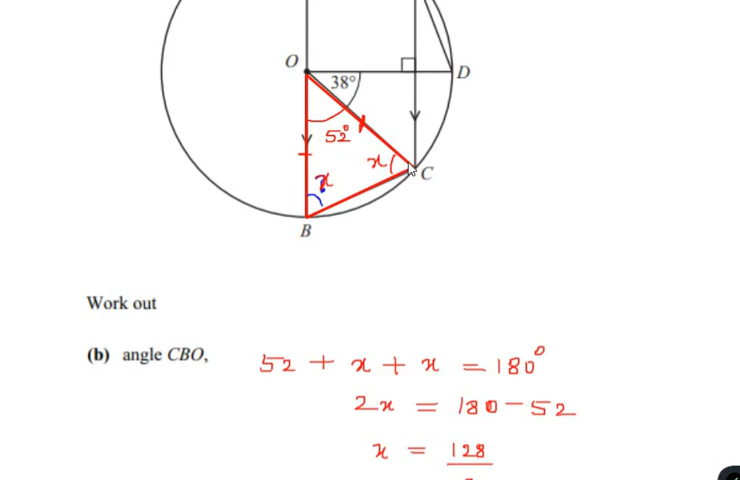 O
38°
D
52°
x
C
x
B
Work out
(b) angle CBO,
52 + x + x = 180°
2x = 180 - 52
x = 128